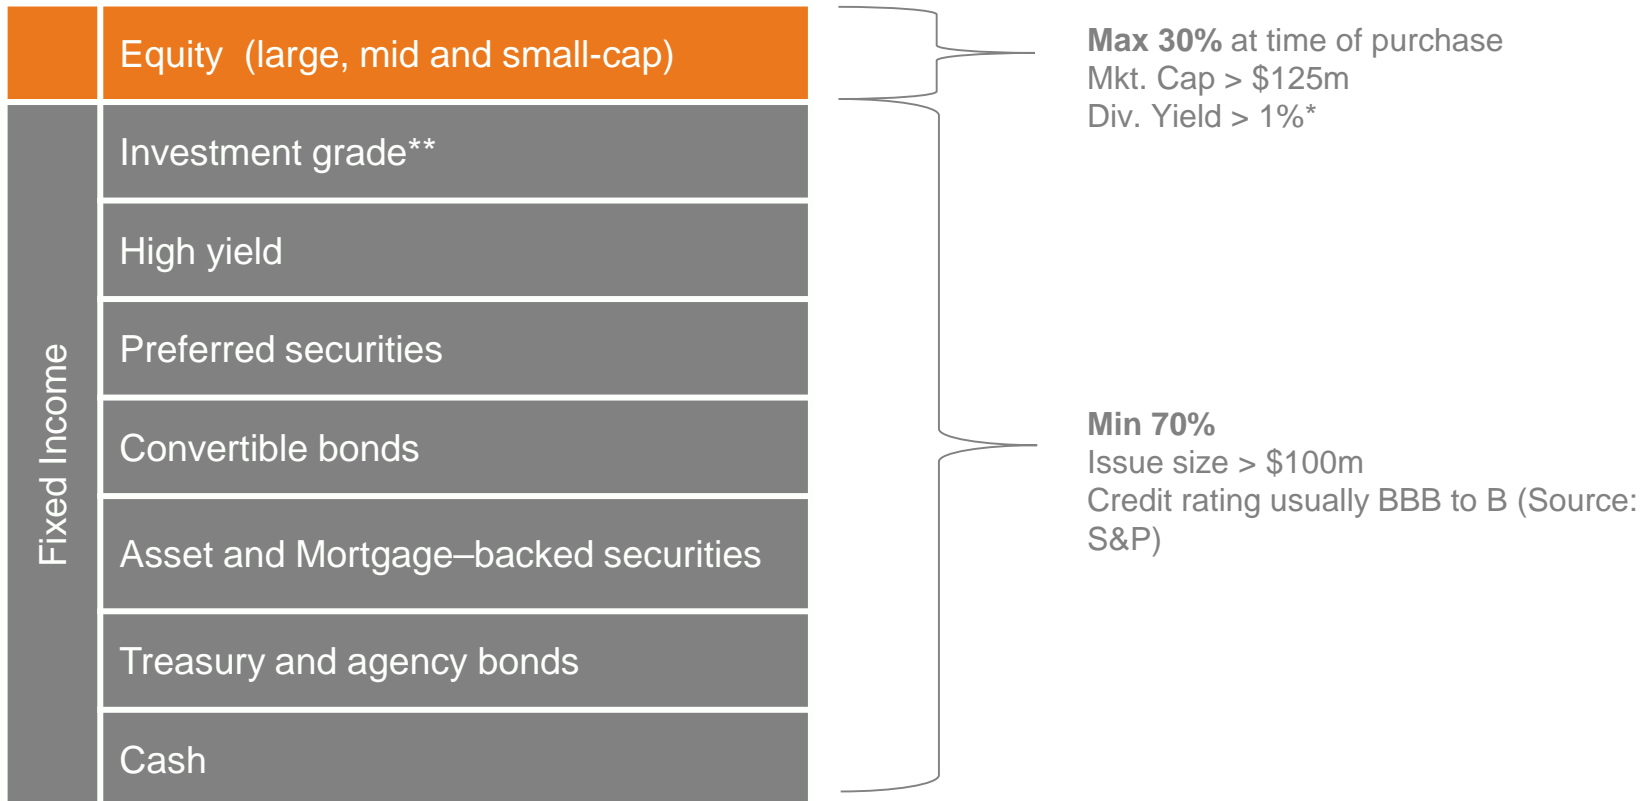 Equity  (large, mid and small-cap)
Max 30% at time of purchase
Mkt. Cap > $125m
Div. Yield > 1%*
Fixed Income
Investment grade**
High yield
Preferred securities
Convertible bonds
Asset and Mortgage–backed securities
Treasury and agency bonds
Cash
Min 70%
Issue size > $100m
Credit rating usually BBB to B (Source:
S&P)